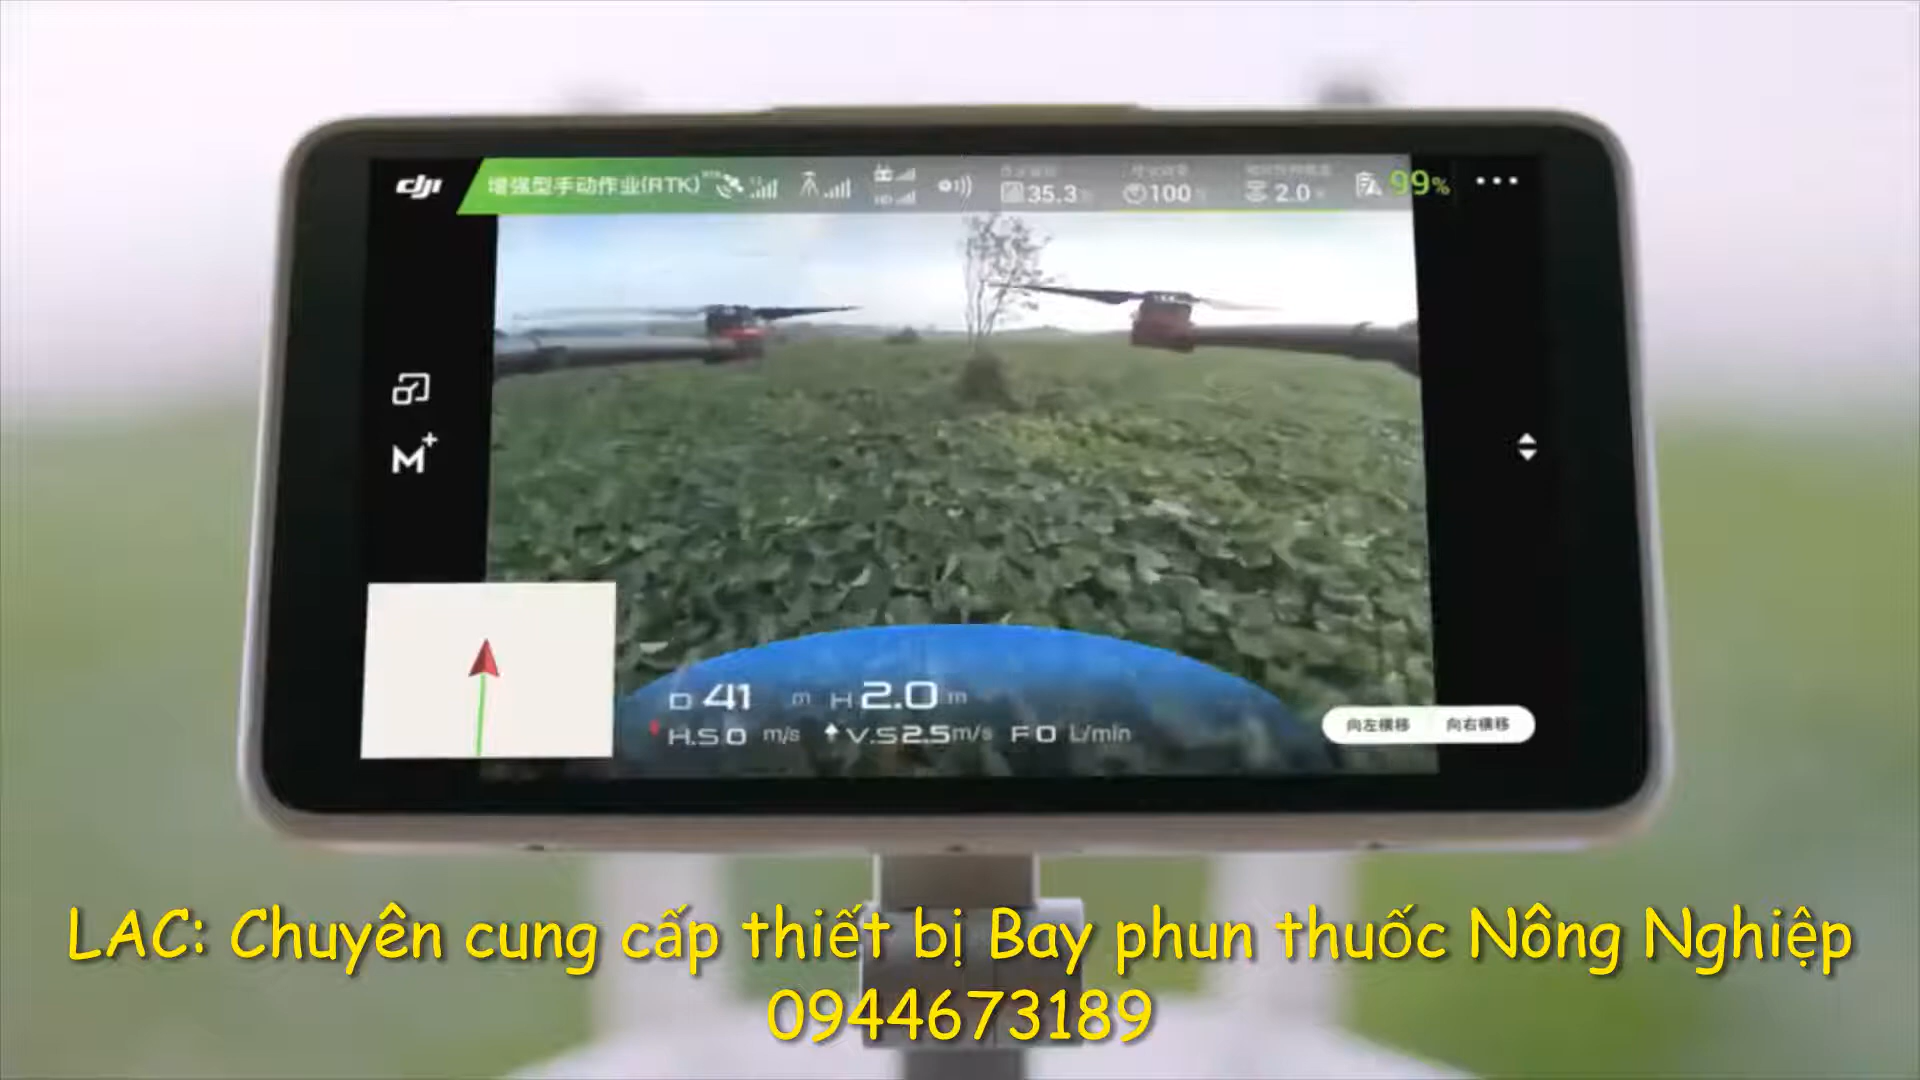 dji 增强型手动作业(RTK) 35.3 100 2.0 99%
M+
D 41 m H 2.0 m
H.S 0 m/s V.S 2.5 m/s F 0 L/min
向左横移 向右横移
LAC: Chuyên cung cấp thiết bị Bay phun thuốc Nông Nghiệp
0944673189